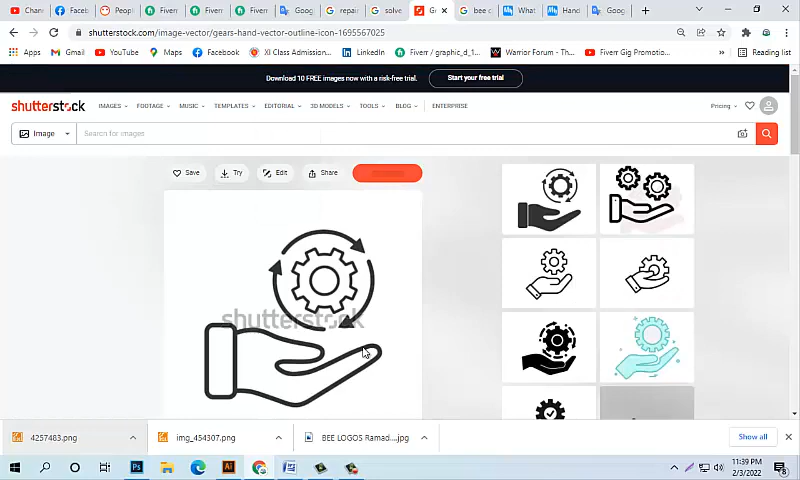 Chann
Facebo
People
Fiverr
Fiverr
Fiverr
Goog
repair
solve
G
bee c
What
Hand
Goog
shutterstock.com/image-vector/gears-hand-vector-outline-icon-1695567025
Apps
Gmail
YouTube
Maps
Facebook
XI Class Admission...
LinkedIn
Fiverr / graphic_d_1...
Warrior Forum - Th...
Fiverr Gig Promotio...
Reading list
Download 10 FREE images now with a risk-free trial.
Start your free trial
shutterstock
IMAGES
FOOTAGE
MUSIC
TEMPLATES
EDITORIAL
3D MODELS
TOOLS
BLOG
ENTERPRISE
Pricing
Image
Search for images
Save
Try
Edit
Share
shutterstock
4257483.png
img_454307.png
BEE LOGOS Ramad....jpg
Show all
11:39 PM
2/3/2022
8